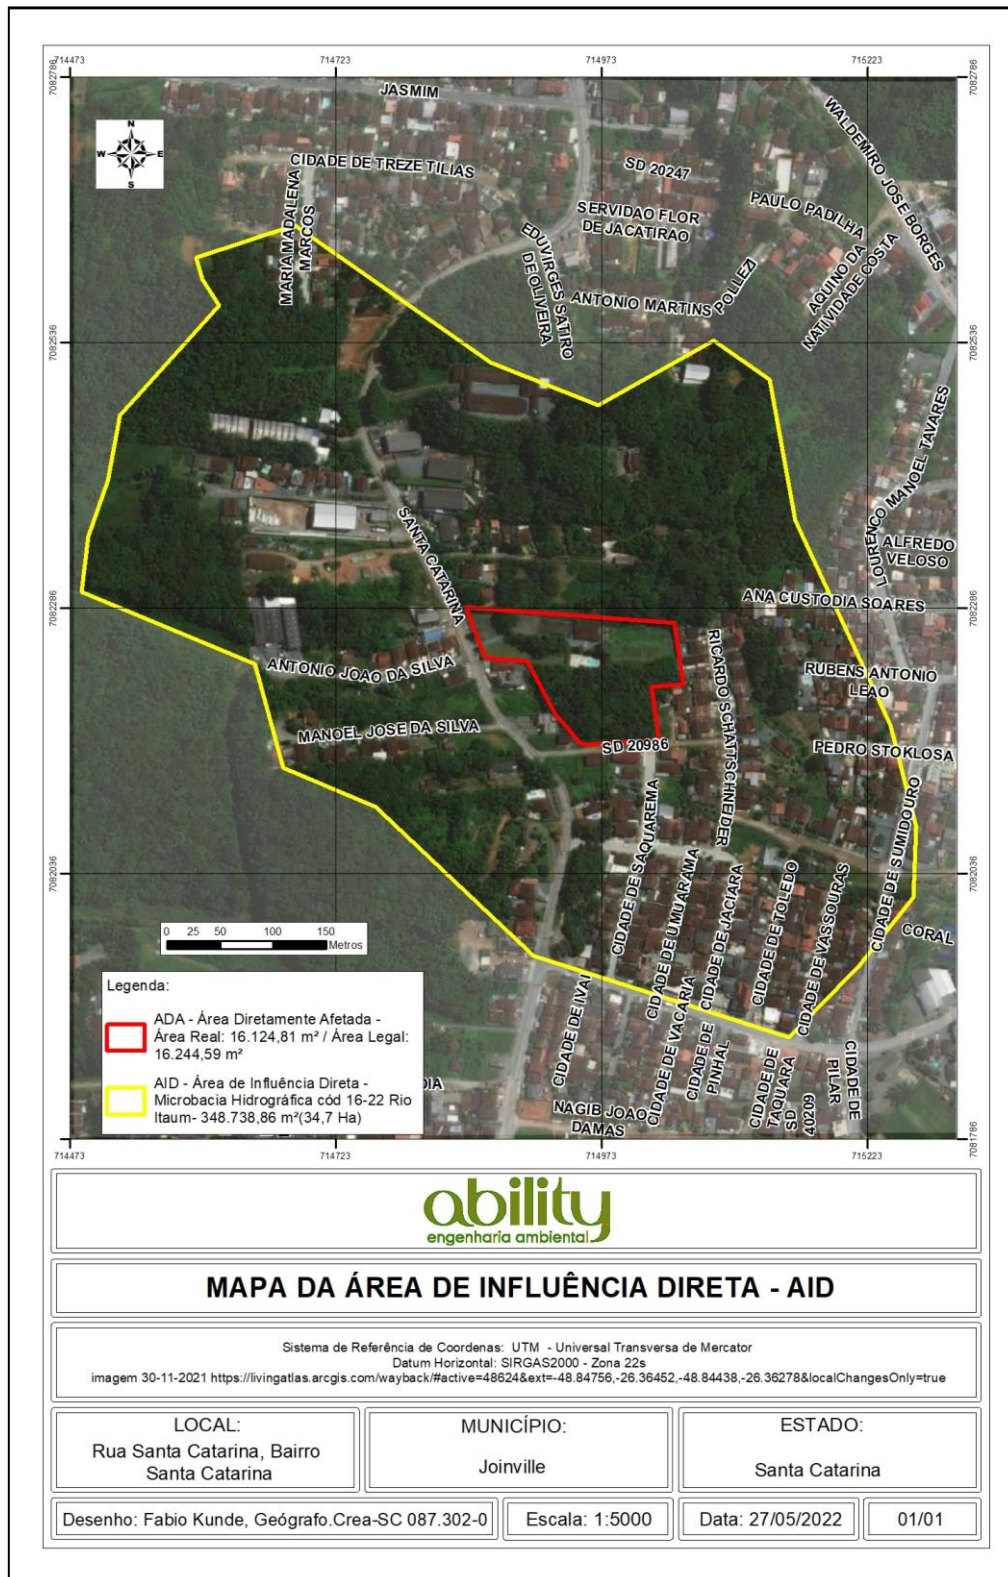 714473
714723
714973
715223
7082786
7082786
JASMIM
WALDEMIRO JOSE BORGES
N
W
E
S
CIDADE DE TREZE TILIAS
SD 20247
MARIA MADALENA
MARCOS
SERVIDAO FLOR
DE JACATIRAO
PAULO PADILHA
EDUVIRGES SATIRO
DE OLIVEIRA
AQUINO DA
NATIVIDADE COSTA
POLLEZI
ANTONIO MARTINS
7082536
7082536
LOURENCO MANOEL TAVARES
SANTA CATARINA
ALFREDO
VELOSO
7082286
7082286
ANA CUSTODIA SOARES
ANTONIO JOAO DA SILVA
RICARDO SCHATTSCHNEIDER
RUBENS ANTONIO
LEAO
MANOEL JOSE DA SILVA
SD 20986
PEDRO STOKLOSA
CIDADE DE SAQUAREMA
CIDADE DE SUMIDOURO
7082036
7082036
CIDADE DE UMUARAMA
CIDADE DE JACIARA
CIDADE DE TOLEDO
CIDADE DE VASSOURAS
CORAL
0 25 50 100 150
Metros
CIDADE DE IVAI
CIDADE DE VACARIA
CIDADE DE
PINHAL
CIDADE DE
TAQUARA
SD
40209
CIDADE DE
PILAR
NAGIB JOAO
DAMAS
DIA
Legenda:
ADA - Área Diretamente Afetada -
Área Real: 16.124,81 m² / Área Legal:
16.244,59 m²
AID - Área de Influência Direta -
Microbacia Hidrográfica cód 16-22 Rio
Itaum- 348.738,86 m²(34,7 Ha)
7081786
714473
714723
714973
715223
ability
engenharia ambiental
MAPA DA ÁREA DE INFLUÊNCIA DIRETA - AID
Sistema de Referência de Coordenas: UTM - Universal Transversa de Mercator
Datum Horizontal: SIRGAS2000 - Zona 22s
imagem 30-11-2021 https://livingatlas.arcgis.com/wayback/#active=48624&ext=-48.84756,-26.36452,-48.84438,-26.36278&localChangesOnly=true
LOCAL:
Rua Santa Catarina, Bairro
Santa Catarina
MUNICÍPIO:
Joinville
ESTADO:
Santa Catarina
Desenho: Fabio Kunde, Geógrafo.Crea-SC 087.302-0
Escala: 1:5000
Data: 27/05/2022
01/01